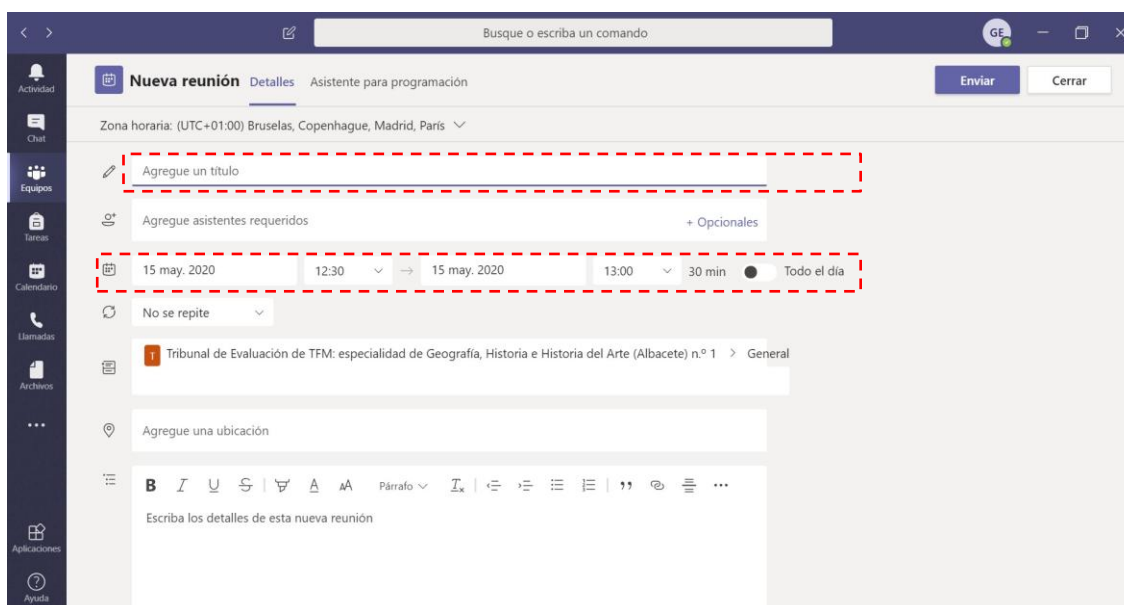 Busque o escriba un comando
GE
Actividad
Nueva reunión Detalles Asistente para programación
Enviar
Cerrar
Chat
Zona horaria: (UTC+01:00) Bruselas, Copenhague, Madrid, París
Equipos
Agregue un título
Tareas
Agregue asistentes requeridos
+ Opcionales
Calendario
15 may. 2020 12:30 → 15 may. 2020 13:00 30 min Todo el día
Llamadas
No se repite
Archivos
T Tribunal de Evaluación de TFM: especialidad de Geografía, Historia e Historia del Arte (Albacete) n.º 1 > General
Agregue una ubicación
B I U S A AA Párrafo Tx
Escriba los detalles de esta nueva reunión
Aplicaciones
Ayuda